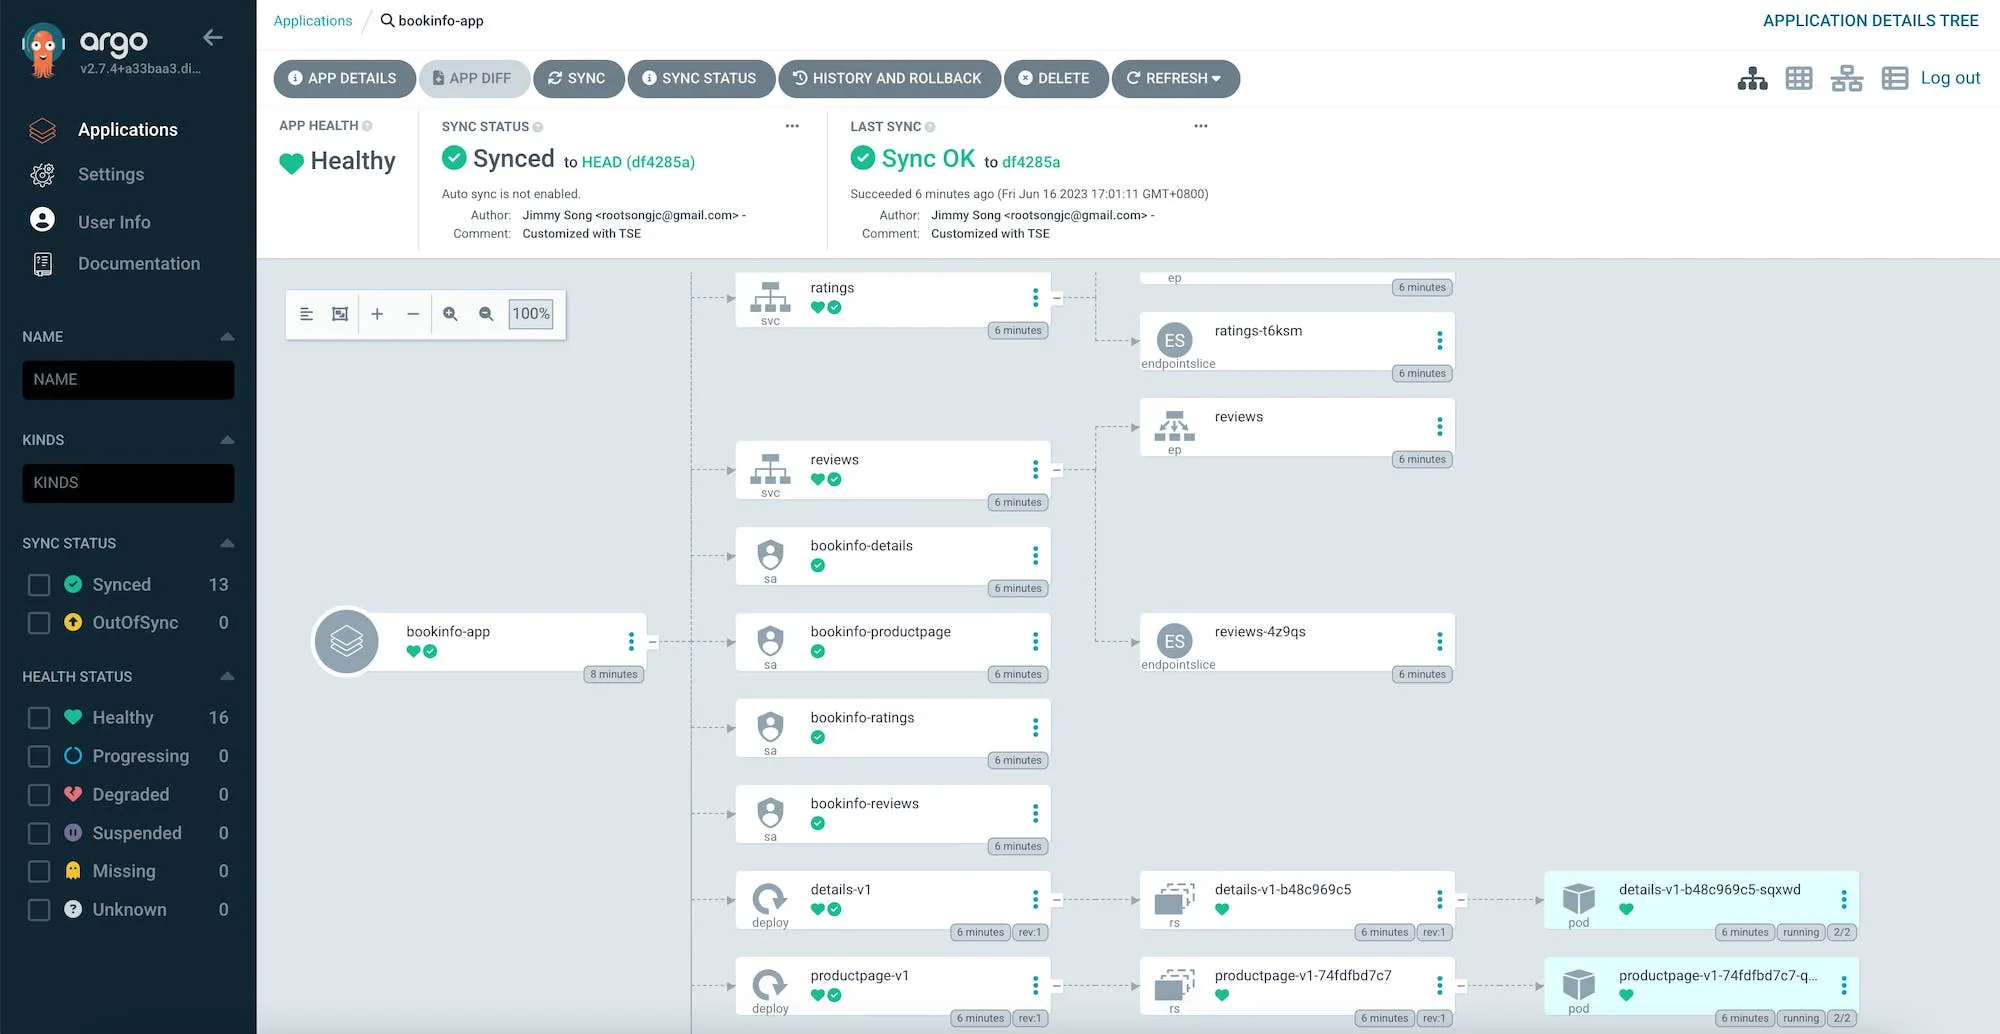 argo
v2.7.4+a33baa3.di...
Applications
Settings
User Info
Documentation
NAME
NAME
KINDS
KINDS
SYNC STATUS
Synced 13
OutOfSync 0
HEALTH STATUS
Healthy 16
Progressing 0
Degraded 0
Suspended 0
Missing 0
Unknown 0
Applications / bookinfo-app
APPLICATION DETAILS TREE
APP DETAILS APP DIFF SYNC SYNC STATUS HISTORY AND ROLLBACK DELETE REFRESH
Log out
APP HEALTH
Healthy
SYNC STATUS
Synced to HEAD (df4285a)
Auto sync is not enabled.
Author: Jimmy Song <rootsongjc@gmail.com> -
Comment: Customized with TSE
LAST SYNC
Sync OK to df4285a
Succeeded 6 minutes ago (Fri Jun 16 2023 17:01:11 GMT+0800)
Author: Jimmy Song <rootsongjc@gmail.com> -
Comment: Customized with TSE
100%
bookinfo-app
8 minutes
ratings
svc
6 minutes
ep
6 minutes
ES
ratings-t6ksm
endpointslice
6 minutes
reviews
svc
6 minutes
reviews
ep
6 minutes
ES
reviews-4z9qs
endpointslice
6 minutes
bookinfo-details
sa
6 minutes
bookinfo-productpage
sa
6 minutes
bookinfo-ratings
sa
6 minutes
bookinfo-reviews
sa
6 minutes
details-v1
deploy
6 minutes rev:1
details-v1-b48c969c5
rs
6 minutes rev:1
details-v1-b48c969c5-sqxwd
pod
6 minutes running 2/2
productpage-v1
deploy
6 minutes rev:1
productpage-v1-74fdfbd7c7
rs
6 minutes rev:1
productpage-v1-74fdfbd7c7-q...
pod
6 minutes running 2/2